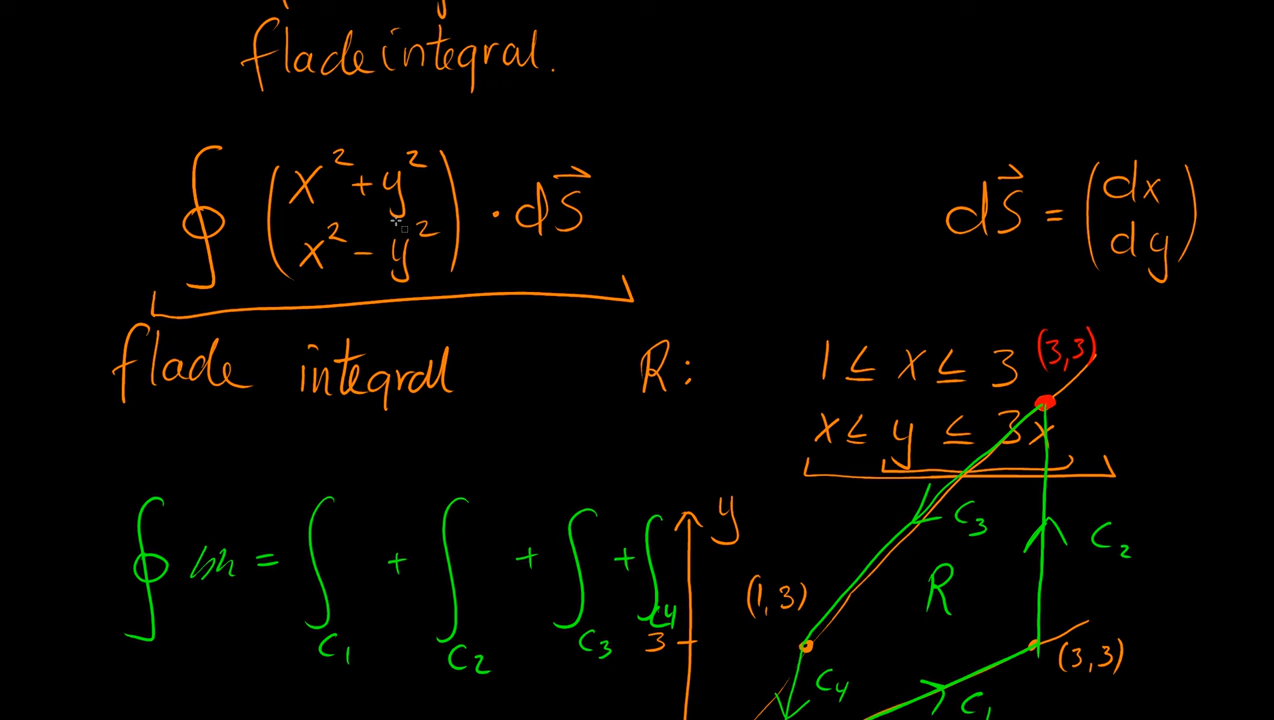 flade integral.
∮ (x² + y²
x² - y²) · dS⃗
dS⃗ = (dx
dy)
flade integral
R: 1 ≤ x ≤ 3
x ≤ y ≤ 3x
(3,3)
∮ = ∫C₁ + ∫C₂ + ∫C₃ + ∫C₄
y
3
(1,3)
C₃
C₂
R
(3,3)
C₄
C₁